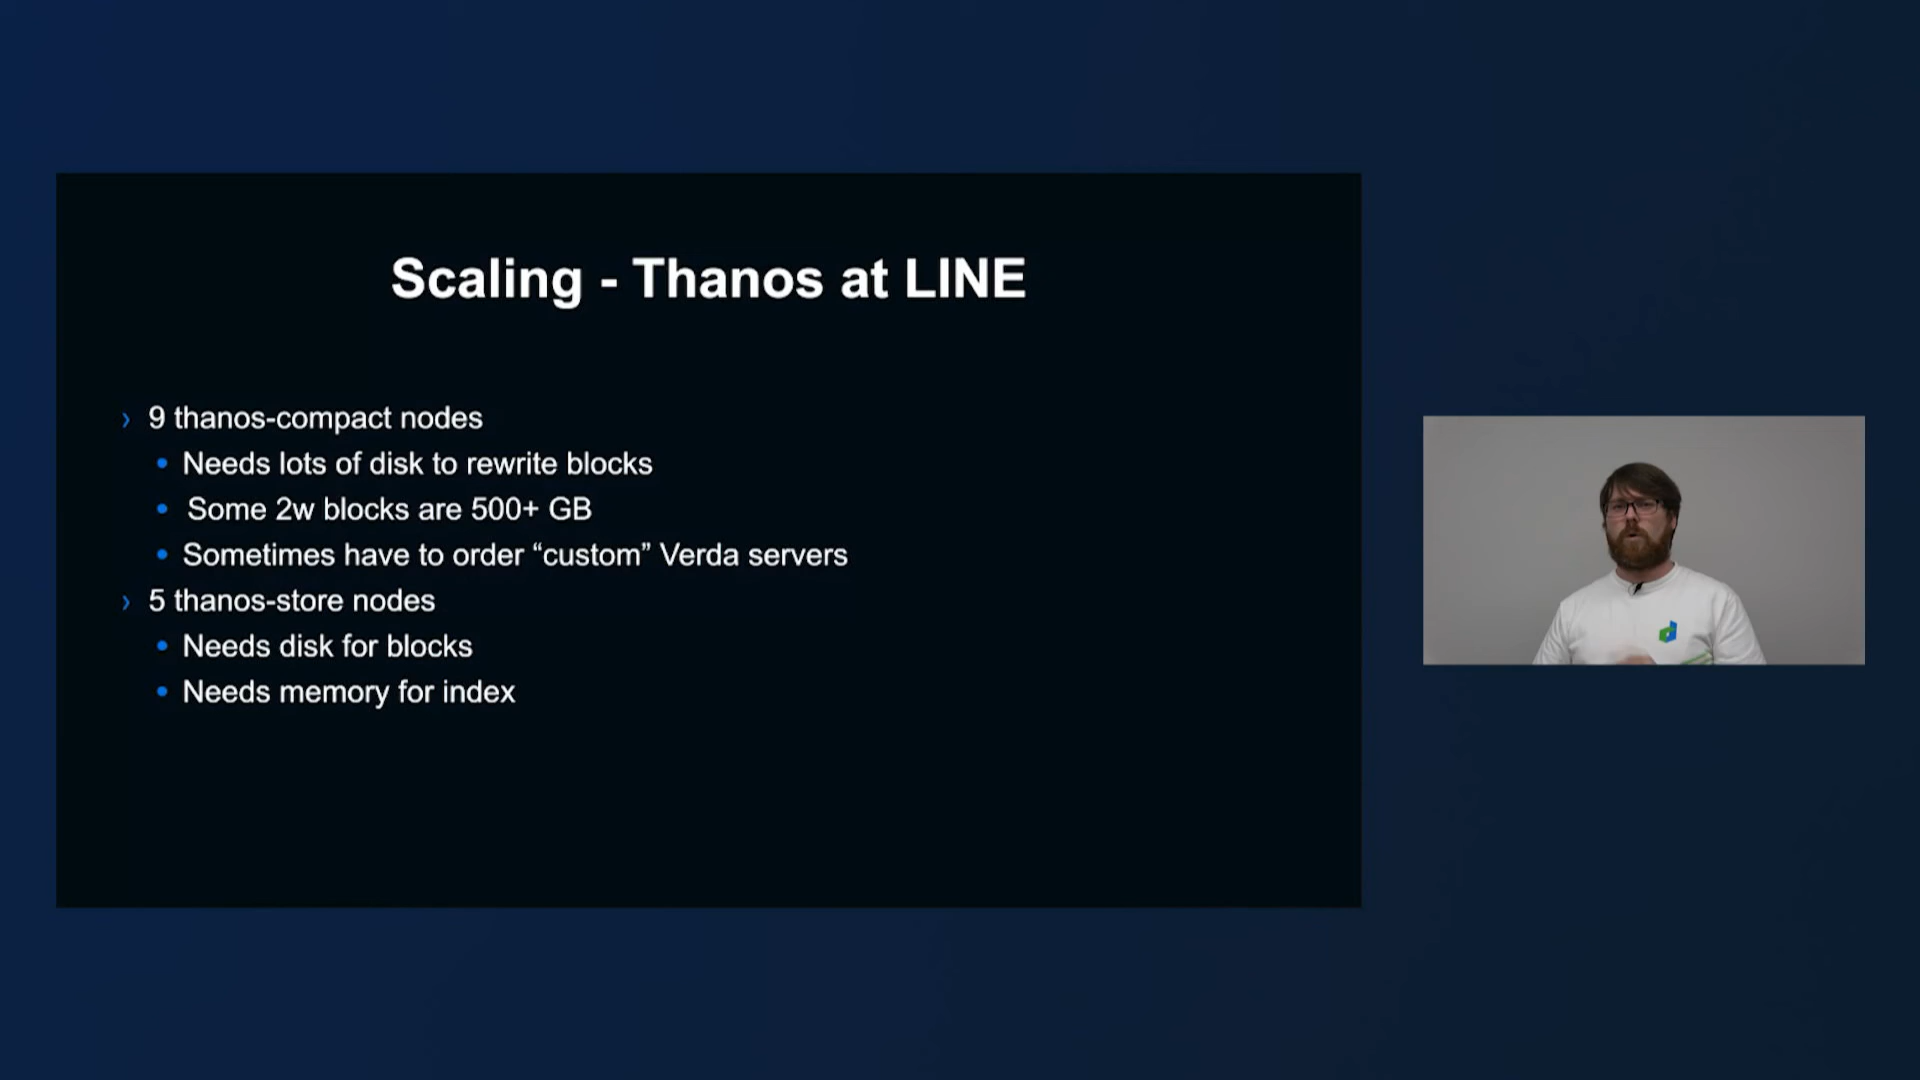 Scaling - Thanos at LINE
› 9 thanos-compact nodes
• Needs lots of disk to rewrite blocks
• Some 2w blocks are 500+ GB
• Sometimes have to order “custom” Verda servers
› 5 thanos-store nodes
• Needs disk for blocks
• Needs memory for index